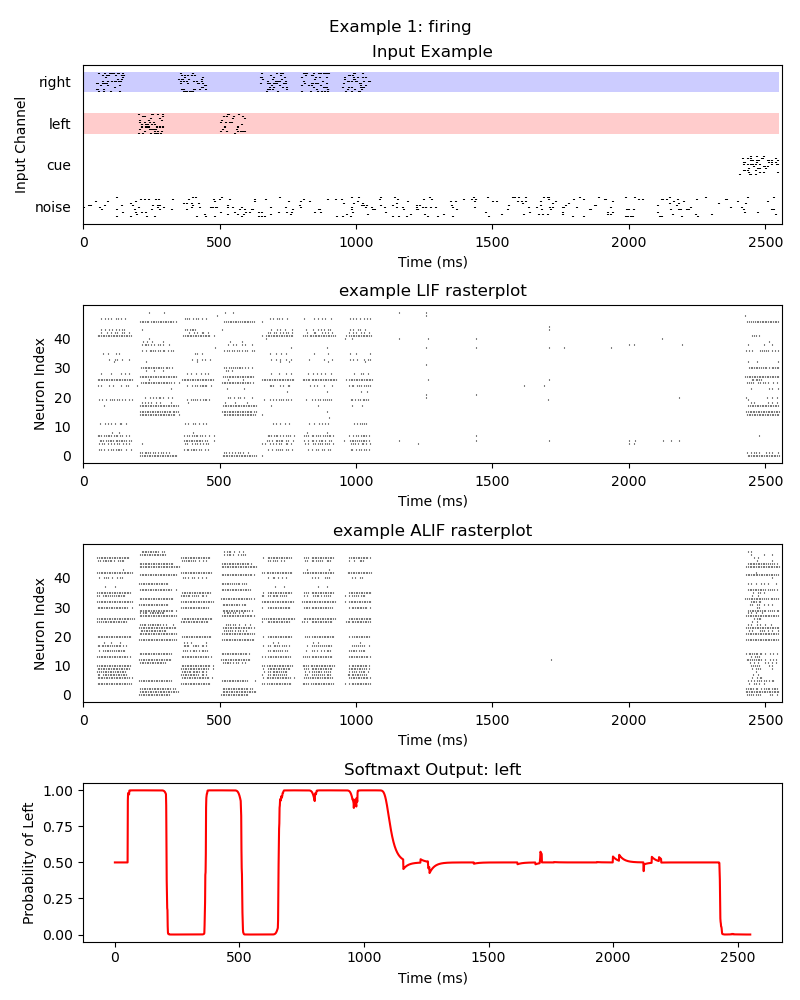 Example 1: firing
Input Example
Input Channel
right
left
cue
noise
0 500 1000 1500 2000 2500
Time (ms)
example LIF rasterplot
Neuron Index
40
30
20
10
0
0 500 1000 1500 2000 2500
Time (ms)
example ALIF rasterplot
Neuron Index
40
30
20
10
0
0 500 1000 1500 2000 2500
Time (ms)
Softmaxt Output: left
Probability of Left
1.00
0.75
0.50
0.25
0.00
0 500 1000 1500 2000 2500
Time (ms)